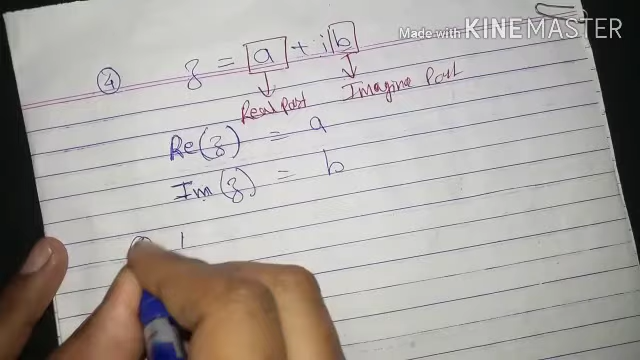 Made with KINEMASTER
④ z = a + ib
Real Part Imagine Part
Re(z) = a
Im(z) = b